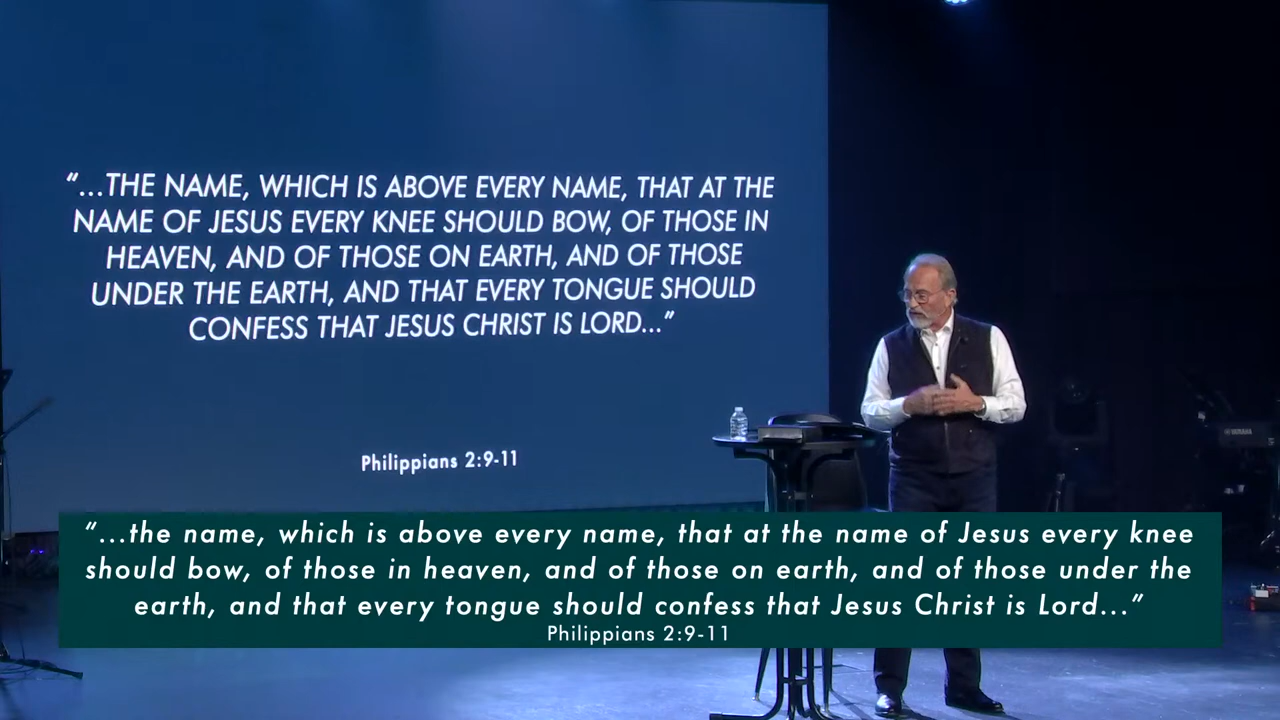 “...THE NAME, WHICH IS ABOVE EVERY NAME, THAT AT THE
NAME OF JESUS EVERY KNEE SHOULD BOW, OF THOSE IN
HEAVEN, AND OF THOSE ON EARTH, AND OF THOSE
UNDER THE EARTH, AND THAT EVERY TONGUE SHOULD
CONFESS THAT JESUS CHRIST IS LORD...”
Philippians 2:9-11
YAMAHA
“...the name, which is above every name, that at the name of Jesus every knee
should bow, of those in heaven, and of those on earth, and of those under the
earth, and that every tongue should confess that Jesus Christ is Lord...”
Philippians 2:9-11